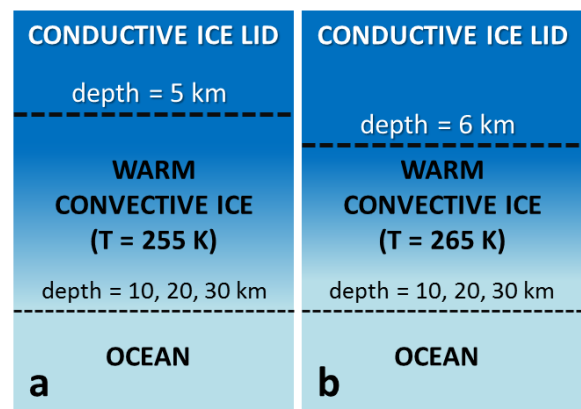 CONDUCTIVE ICE LID
depth = 5 km
WARM
CONVECTIVE ICE
(T = 255 K)
depth = 10, 20, 30 km
OCEAN
a
CONDUCTIVE ICE LID
depth = 6 km
WARM
CONVECTIVE ICE
(T = 265 K)
depth = 10, 20, 30 km
OCEAN
b